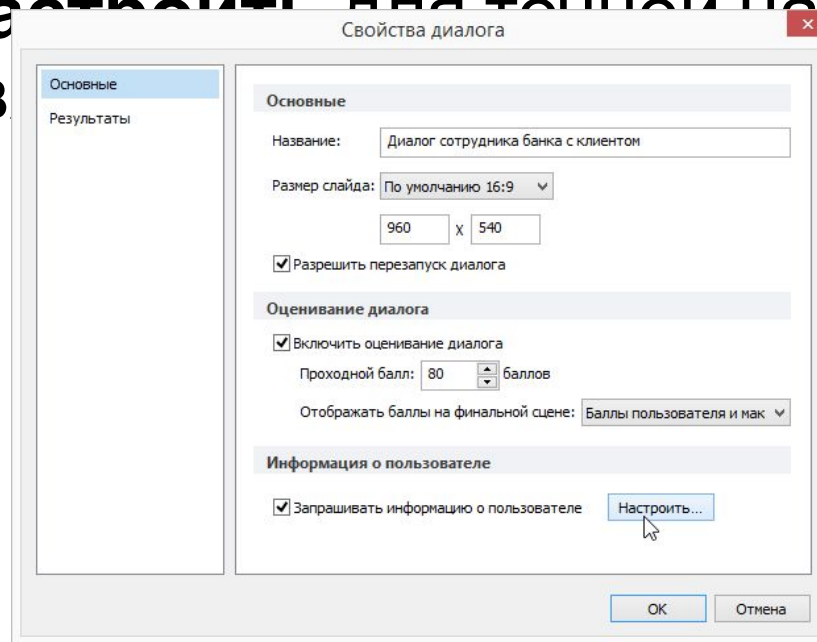 Свойства диалога
Основные
Результаты
Основные
Название: Диалог сотрудника банка с клиентом
Размер слайда: По умолчанию 16:9
960 X 540
Разрешить перезапуск диалога
Оценивание диалога
Включить оценивание диалога
Проходной балл: 80 баллов
Отображать баллы на финальной сцене: Баллы пользователя и мак
Информация о пользователе
Запрашивать информацию о пользователе Настроить...
OK Отмена